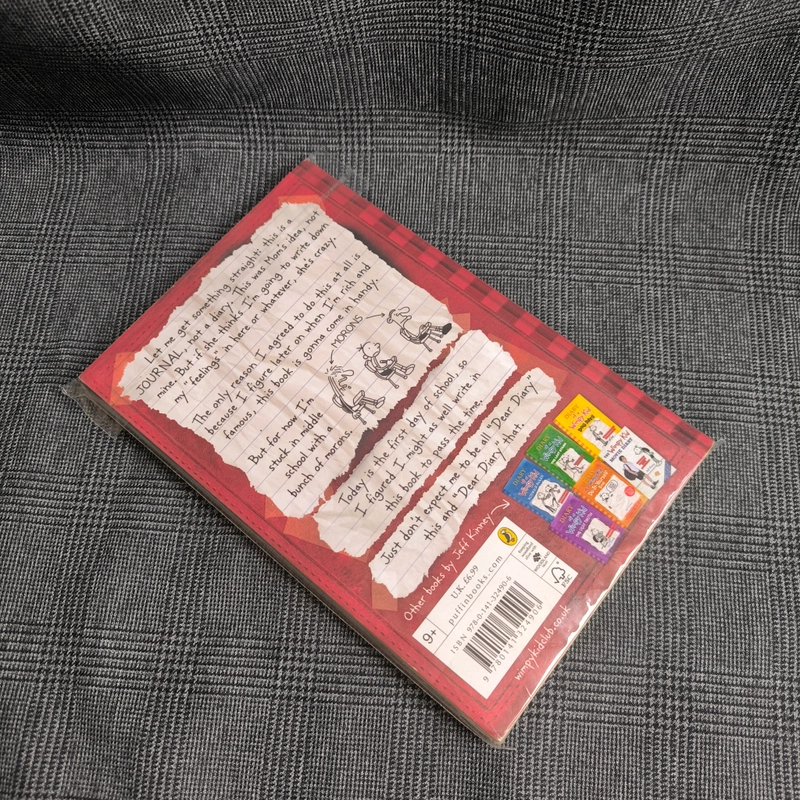 Let me get something straight: this is a
JOURNAL, not a diary. This was Mom's idea, not
mine. But if she thinks I'm going to write down
my "feelings" in here or whatever, she's crazy.
The only reason I agreed to do this at all is
because I figure later on when I'm rich and
famous, this book is gonna come in handy.
But for now I'm
stuck in middle
school with a
bunch of morons.
MORONS
Today is the first day of school, so
I figured I might as well write in
this book to pass the time.
Just don't expect me to be all "Dear Diary"
this and "Dear Diary" that.
Other books by Jeff Kinney
9+
U.K. £6.99
puffinbooks.com
ISBN 978-0-141-32490-6
9 780141 324906
FSC
wimpykidclub.co.uk